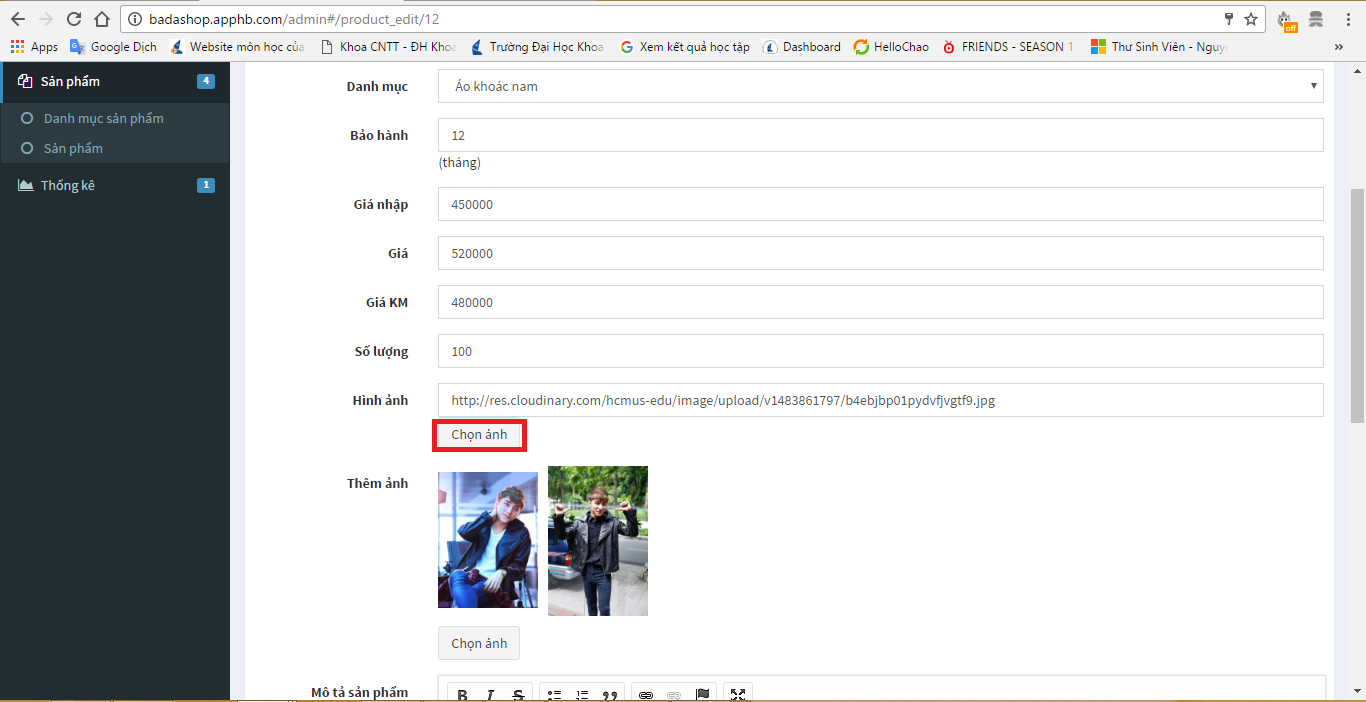 badashop.apphb.com/admin#/product_edit/12
off
Apps Google Dịch Website môn học củ Khoa CNTT - ĐH Kho Trường Đại Học Khoa Xem kết quả học tập Dashboard HelloChao FRIENDS - SEASON 1 Thư Sinh Viên - Nguy »
Sản phẩm 4
Danh mục sản phẩm
Sản phẩm
Thống kê 1
Danh mục Áo khoác nam
Bảo hành 12
(tháng)
Giá nhập 450000
Giá 520000
Giá KM 480000
Số lượng 100
Hình ảnh http://res.cloudinary.com/hcmus-edu/image/upload/v1483861797/b4ebjbp01pydvfjvgtf9.jpg
Chọn ảnh
Thêm ảnh
Chọn ảnh
Mô tả sản phẩm B I S